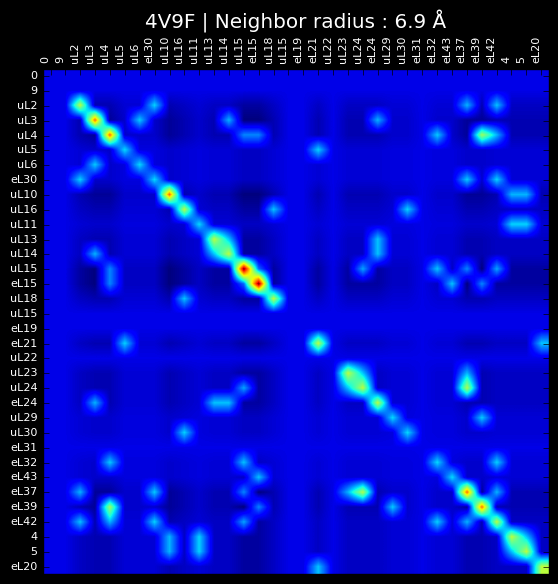 4V9F | Neighbor radius : 6.9 Å
0 9 uL2 uL3 uL4 uL5 uL6 eL30 uL10 uL16 uL11 uL13 uL14 uL15 eL15 uL18 uL15 eL19 eL21 uL22 uL23 uL24 eL24 uL29 uL30 eL31 eL32 eL43 eL37 eL39 eL42 4 5 eL20
0
9
uL2
uL3
uL4
uL5
uL6
eL30
uL10
uL16
uL11
uL13
uL14
uL15
eL15
uL18
uL15
eL19
eL21
uL22
uL23
uL24
eL24
uL29
uL30
eL31
eL32
eL43
eL37
eL39
eL42
4
5
eL20